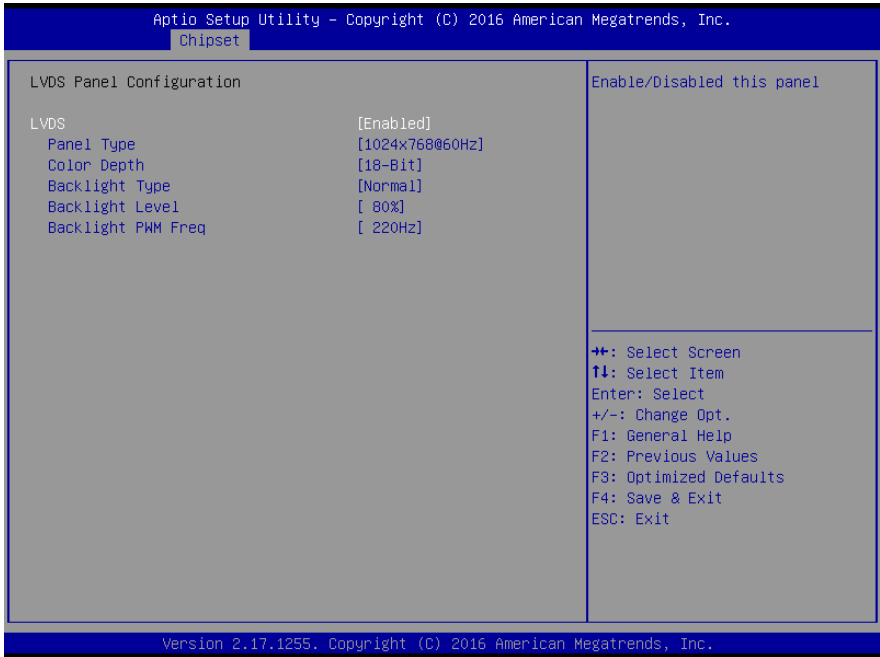 Aptio Setup Utility – Copyright (C) 2016 American Megatrends, Inc.
Chipset
LVDS Panel Configuration
LVDS [Enabled]
Panel Type [1024x768@60Hz]
Color Depth [18-Bit]
Backlight Type [Normal]
Backlight Level [ 80%]
Backlight PWM Freq [ 220Hz]
Enable/Disabled this panel
→←: Select Screen
↑↓: Select Item
Enter: Select
+/-: Change Opt.
F1: General Help
F2: Previous Values
F3: Optimized Defaults
F4: Save & Exit
ESC: Exit
Version 2.17.1255. Copyright (C) 2016 American Megatrends, Inc.